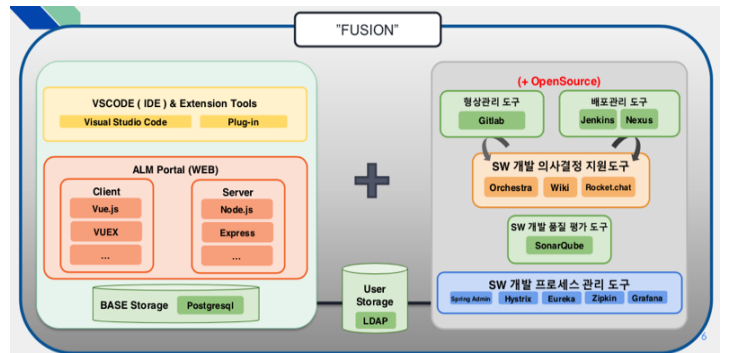 "FUSION"
VSCODE ( IDE ) & Extension Tools
Visual Studio Code
Plug-in
ALM Portal (WEB)
Client
Vue.js
VUEX
...
Server
Node.js
Express
...
BASE Storage
Postgresql
User
Storage
LDAP
(+ OpenSource)
형상관리 도구
Gitlab
배포관리 도구
Jenkins
Nexus
SW 개발 의사결정 지원도구
Orchestra
Wiki
Rocket.chat
SW 개발 품질 평가 도구
SonarQube
SW 개발 프로세스 관리 도구
Spring Admin
Hystrix
Eureka
Zipkin
Grafana
6